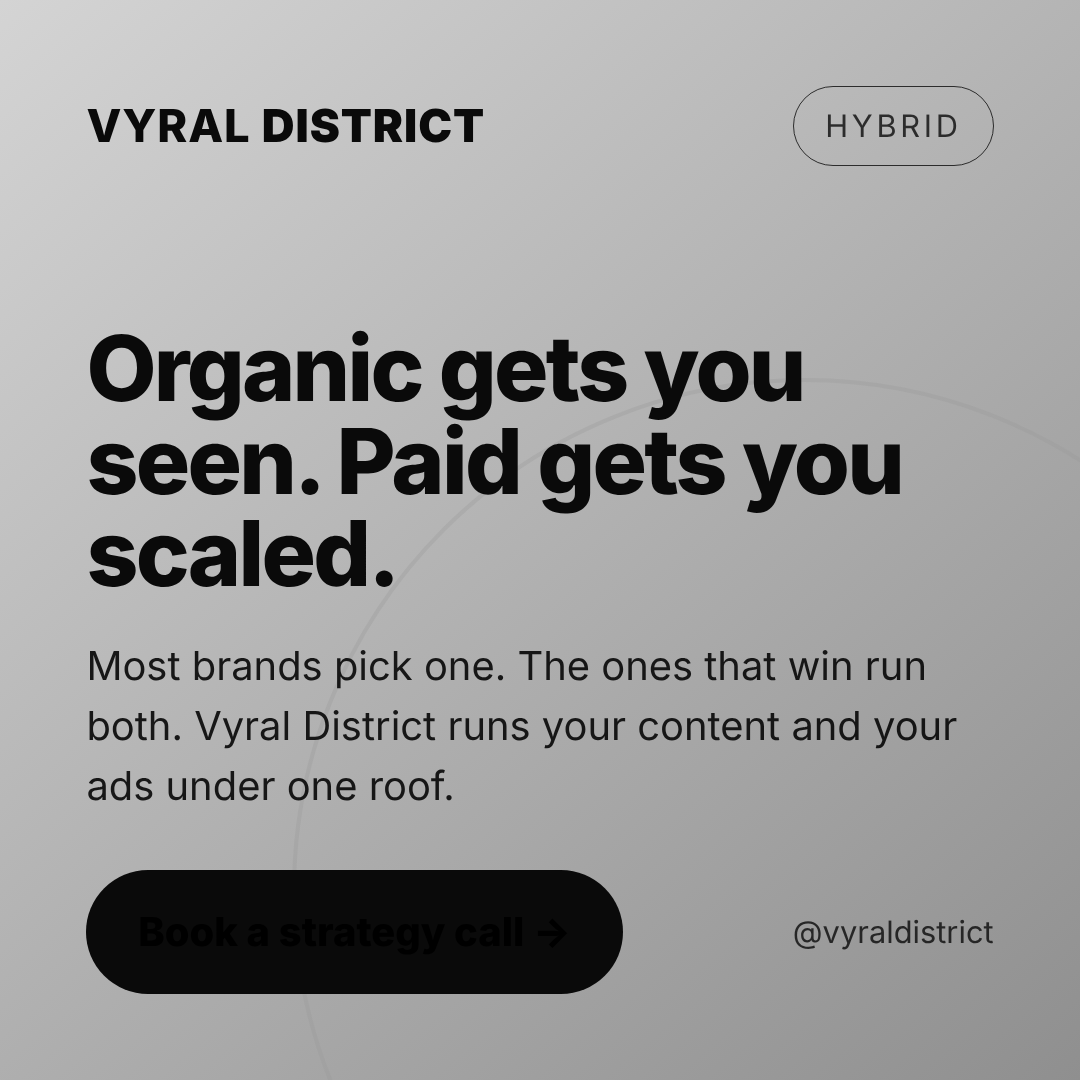 VYRAL DISTRICT
HYBRID
Organic gets you
seen. Paid gets you
scaled.
Most brands pick one. The ones that win run
both. Vyral District runs your content and your
ads under one roof.
Book a strategy call →
@vyraldistrict